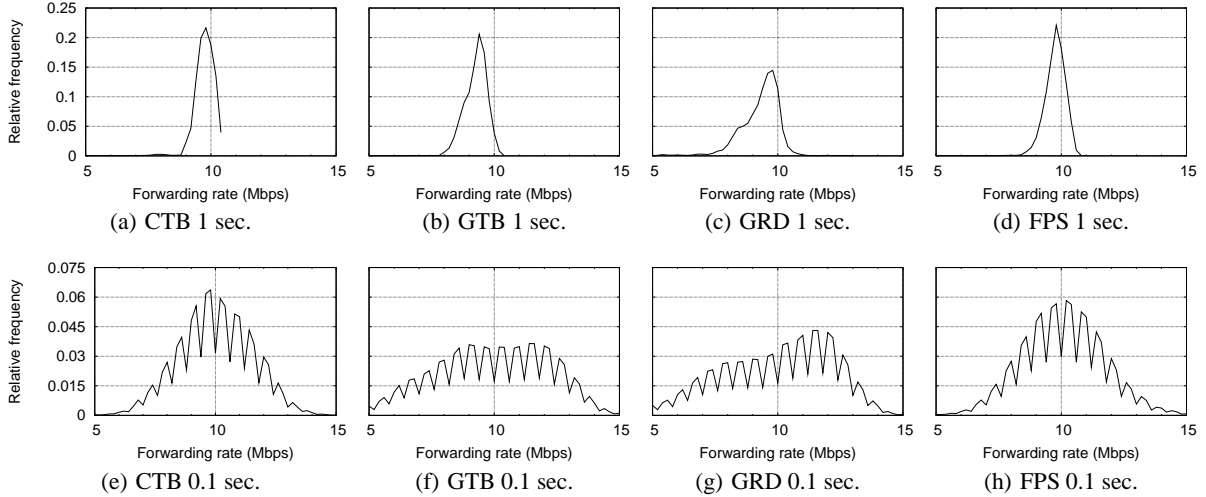 Relative frequency
0.25
0.2
0.15
0.1
0.05
0
5 10 15
Forwarding rate (Mbps)
(a) CTB 1 sec.
5 10 15
Forwarding rate (Mbps)
(b) GTB 1 sec.
5 10 15
Forwarding rate (Mbps)
(c) GRD 1 sec.
5 10 15
Forwarding rate (Mbps)
(d) FPS 1 sec.
Relative frequency
0.075
0.06
0.045
0.03
0.015
0
5 10 15
Forwarding rate (Mbps)
(e) CTB 0.1 sec.
5 10 15
Forwarding rate (Mbps)
(f) GTB 0.1 sec.
5 10 15
Forwarding rate (Mbps)
(g) GRD 0.1 sec.
5 10 15
Forwarding rate (Mbps)
(h) FPS 0.1 sec.